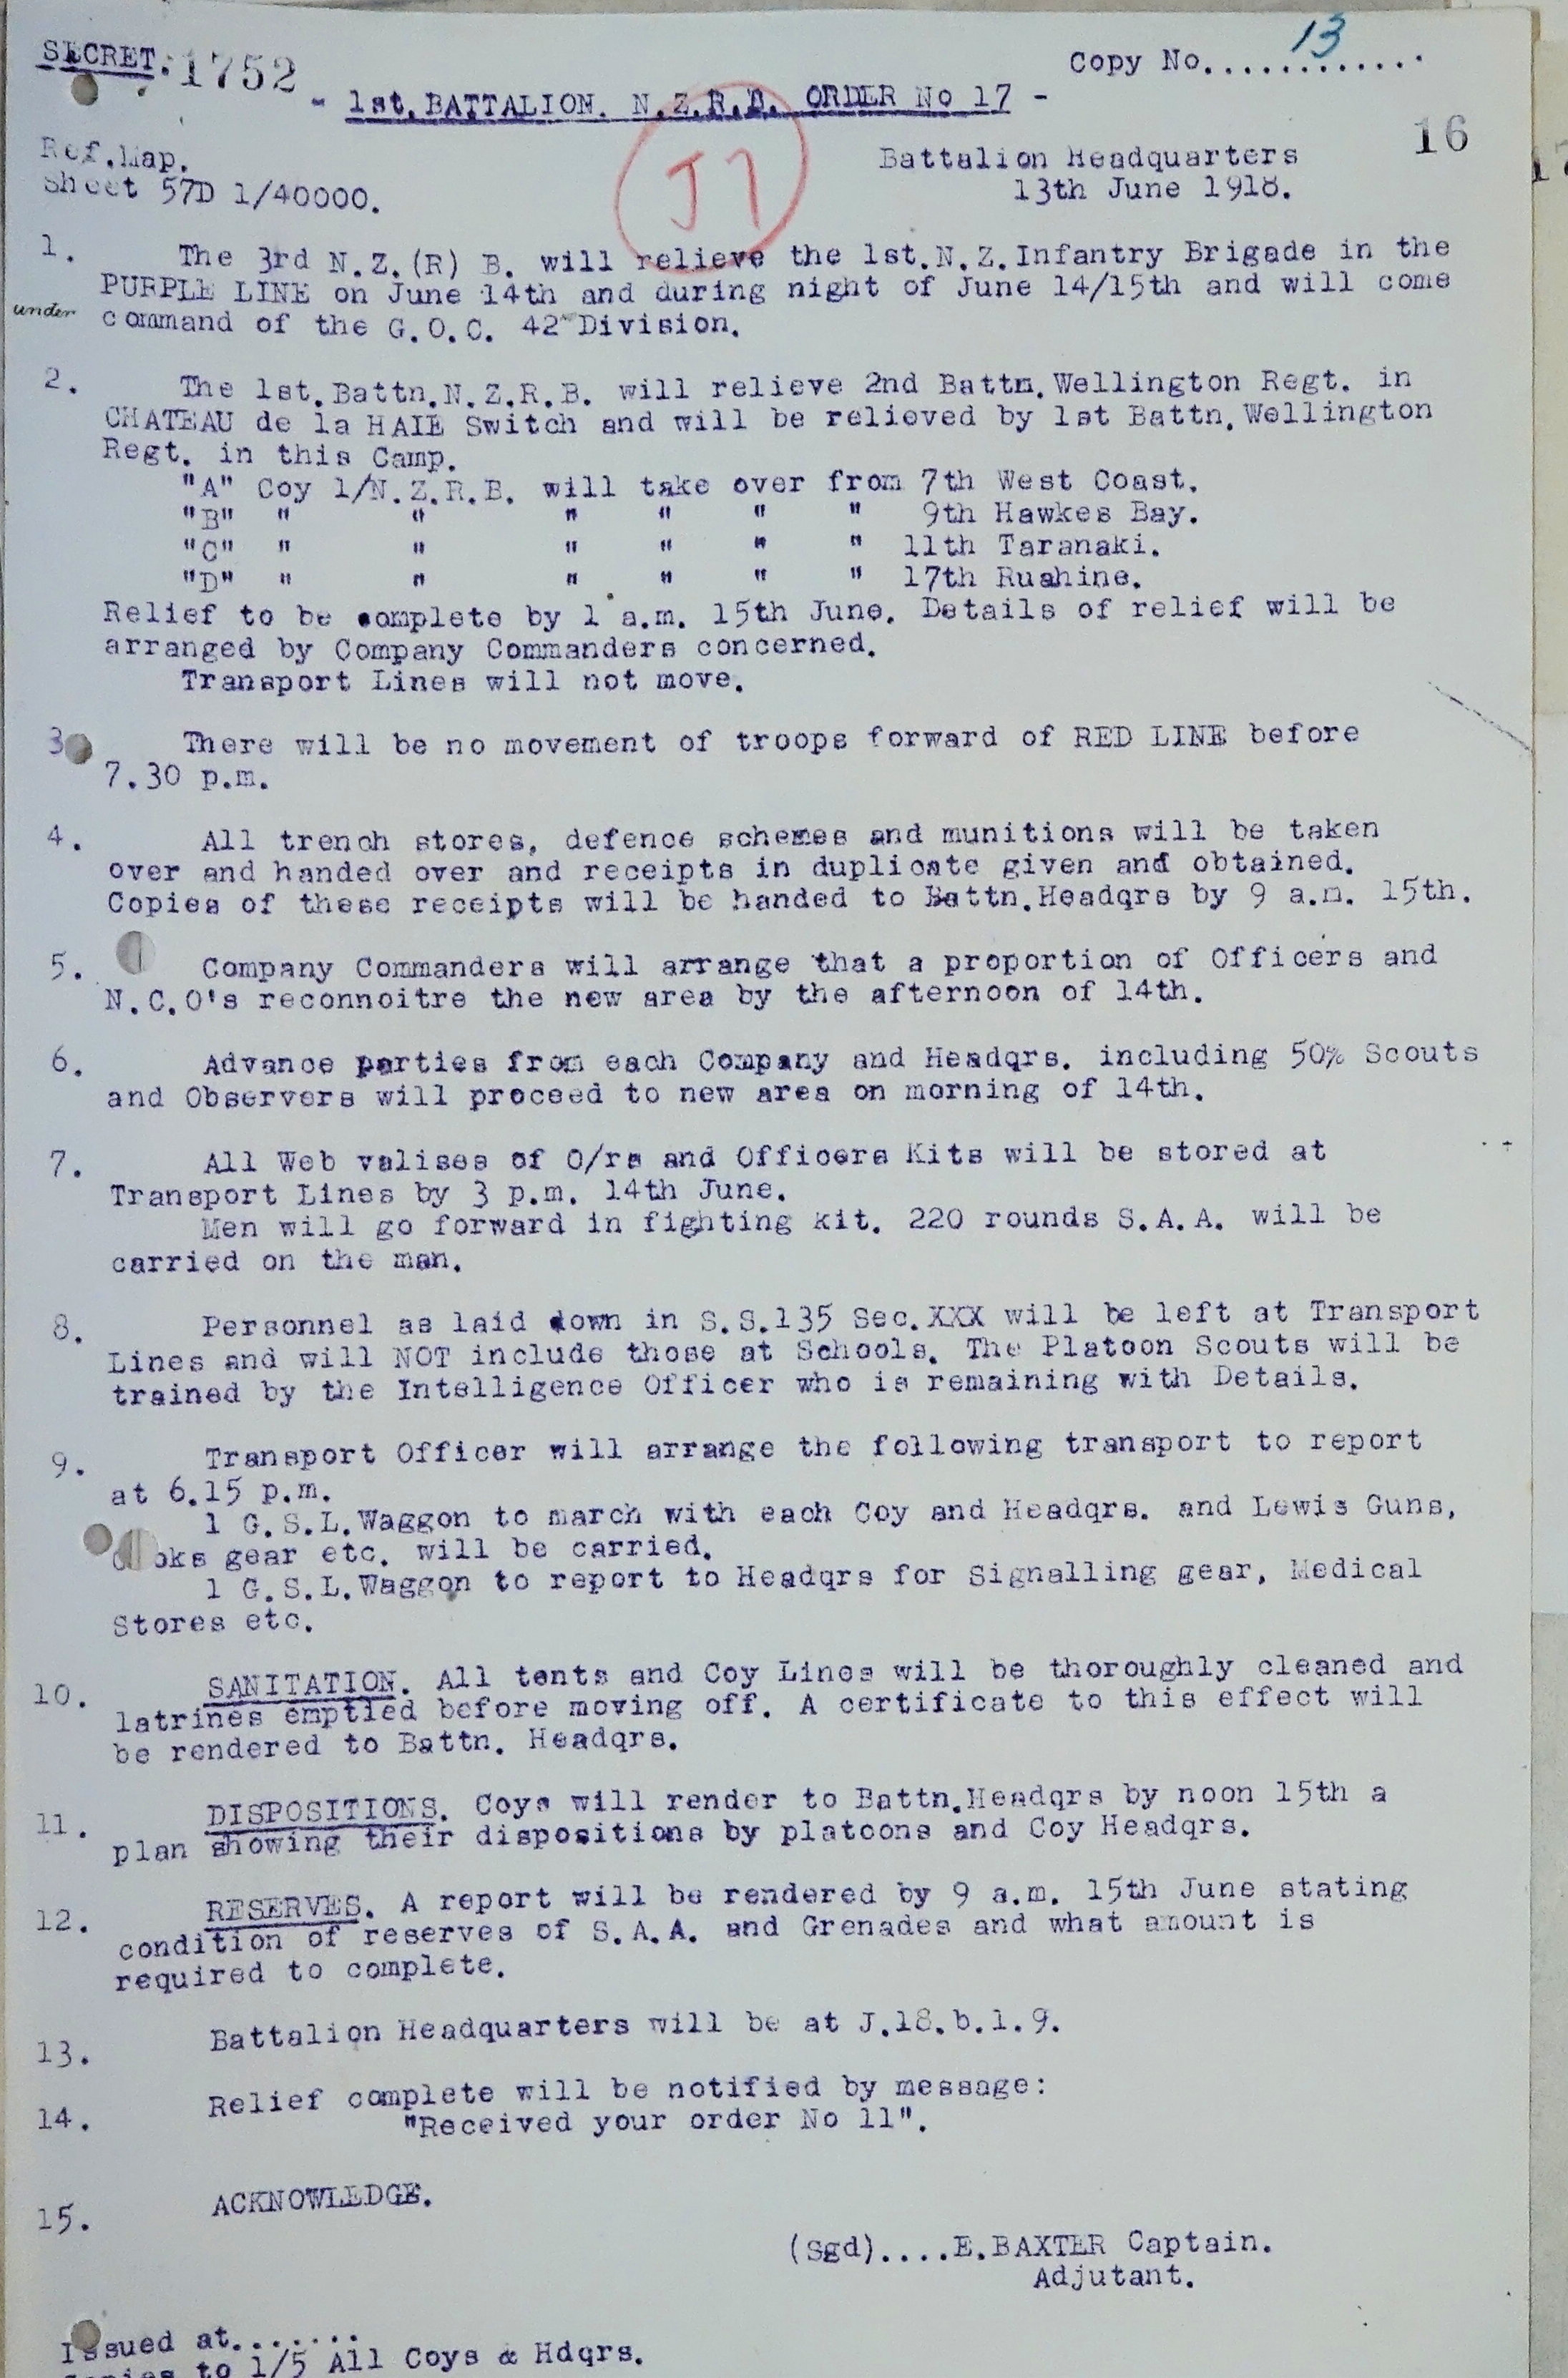 SECRET. 1752
Copy No....13.........
- 1st. BATTALION. N.Z.R.B. ORDER No 17 -
16
J7
Ref.Map.
Sheet 57D 1/40000.
Battalion Headquarters
13th June 1918.
1. The 3rd N.Z.(R) B. will relieve the 1st.N.Z.Infantry Brigade in the
PURPLE LINE on June 14th and during night of June 14/15th and will come
under command of the G.O.C. 42 Division.
2. The 1st.Battn.N.Z.R.B. will relieve 2nd Battn.Wellington Regt. in
CHATEAU de la HAIE Switch and will be relieved by 1st Battn.Wellington
Regt. in this Camp.
"A" Coy 1/N.Z.R.B. will take over from 7th West Coast.
"B" " " " " " " 9th Hawkes Bay.
"C" " " " " " " 11th Taranaki.
"D" " " " " " " 17th Ruahine.
Relief to be complete by 1 a.m. 15th June. Details of relief will be
arranged by Company Commanders concerned.
Transport Lines will not move.
3. There will be no movement of troops forward of RED LINE before
7.30 p.m.
4. All trench stores, defence schemes and munitions will be taken
over and handed over and receipts in duplicate given and obtained.
Copies of these receipts will be handed to Battn.Headqrs by 9 a.m. 15th.
5. Company Commanders will arrange that a proportion of Officers and
N.C.O's reconnoitre the new area by the afternoon of 14th.
6. Advance parties from each Company and Headqrs. including 50% Scouts
and Observers will proceed to new area on morning of 14th.
7. All Web valises of O/rs and Officers Kits will be stored at
Transport Lines by 3 p.m. 14th June.
Men will go forward in fighting kit. 220 rounds S.A.A. will be
carried on the man.
8. Personnel as laid down in S.S.135 Sec.XXX will be left at Transport
Lines and will NOT include those at Schools. The Platoon Scouts will be
trained by the Intelligence Officer who is remaining with Details.
9. Transport Officer will arrange the following transport to report
at 6.15 p.m.
1 G.S.L.Waggon to march with each Coy and Headqrs. and Lewis Guns,
Cooks gear etc. will be carried.
1 G.S.L.Waggon to report to Headqrs for Signalling gear, Medical
Stores etc.
10. SANITATION. All tents and Coy Lines will be thoroughly cleaned and
latrines emptied before moving off. A certificate to this effect will
be rendered to Battn. Headqrs.
11. DISPOSITIONS. Coys will render to Battn.Headqrs by noon 15th a
plan showing their dispositions by platoons and Coy Headqrs.
12. RESERVES. A report will be rendered by 9 a.m. 15th June stating
condition of reserves of S.A.A. and Grenades and what amount is
required to complete.
13. Battalion Headquarters will be at J.18.b.1.9.
14. Relief complete will be notified by message:
"Received your order No 11".
15. ACKNOWLEDGE.
(Sgd)....E.BAXTER Captain.
Adjutant.
Issued at.......
Copies to 1/5 All Coys & Hdqrs.